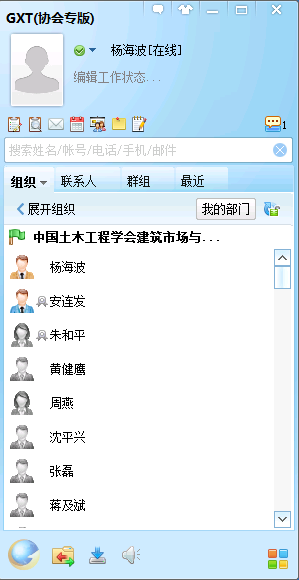 GXT(协会专版)
杨海波[在线]
编辑工作状态...
1
搜索姓名/帐号/电话/手机/邮件
组织 联系人 群组 最近
展开组织 我的部门
中国土木工程学会建筑市场与...
杨海波
安连发
朱和平
黄健鹰
周燕
沈平兴
张磊
蒋及斌